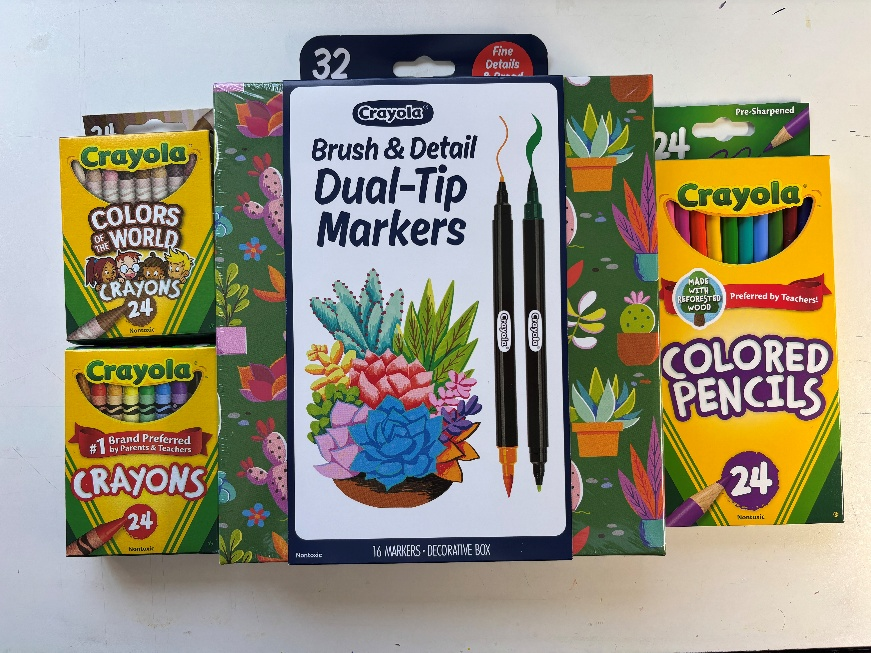 24
Crayola
COLORS
OF THE WORLD
CRAYONS
24
Nontoxic
Crayola
#1 Brand Preferred
by Parents & Teachers
CRAYONS
24
Nontoxic
32
Fine
Details
Crayola
Brush & Detail
Dual-Tip
Markers
Crayola
Crayola
Nontoxic
16 MARKERS • DECORATIVE BOX
Pre-Sharpened
24
Crayola
MADE
WITH
REFORESTED
WOOD
Preferred by Teachers!
COLORED
PENCILS
24
Nontoxic